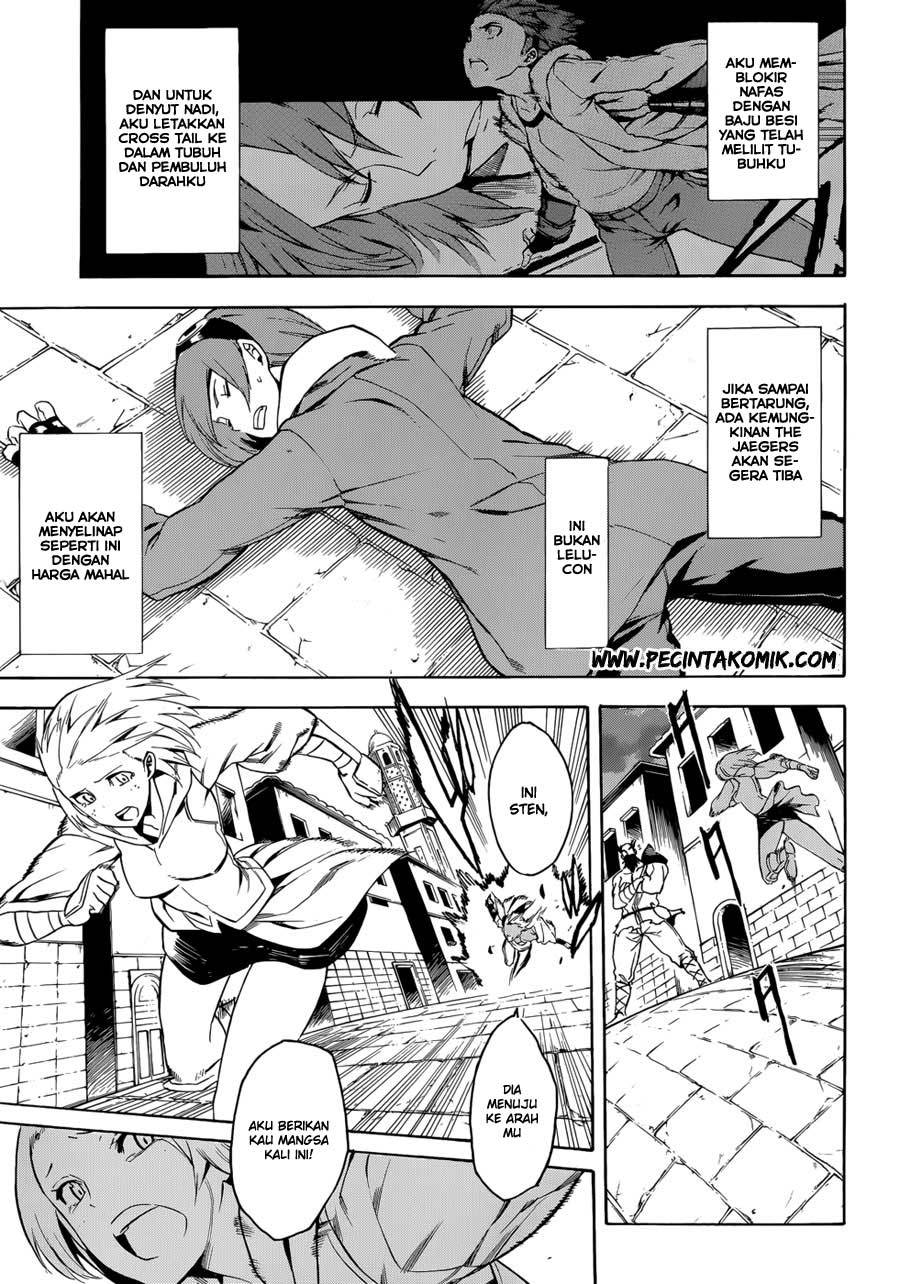 AKU MEM-
BLOKIR
NAFAS
DENGAN
BAJU BESI
YANG TELAH
MELILIT TU-
BUHKU
DAN UNTUK
DENYUT NADI,
AKU LETAKKAN
CROSS TAIL KE
DALAM TUBUH
DAN PEMBULUH
DARAHKU
JIKA SAMPAI
BERTARUNG,
ADA KEMUNG-
KINAN THE
JAEGERS
AKAN SE-
GERA TIBA
INI
BUKAN
LELU-
CON
AKU AKAN
MENYELINAP
SEPERTI INI
DENGAN
HARGA MAHAL
WWW.PECINTAKOMIK.COM
INI
STEN,
DIA
MENUJU
KE ARAH
MU
AKU BERIKAN
KAU MANGSA
KALI INI!